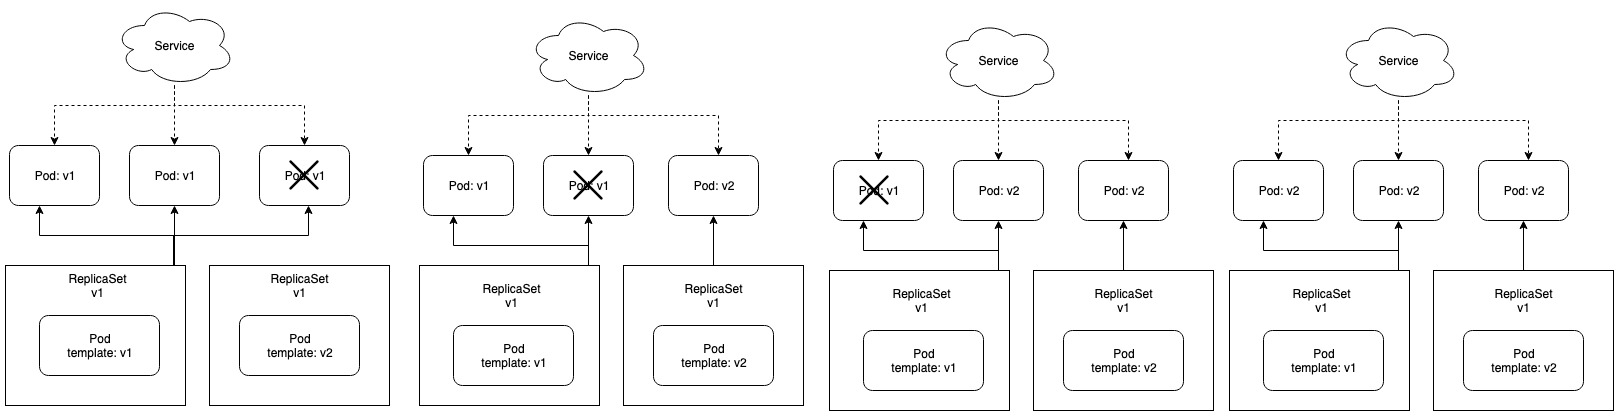 Service
Pod: v1
Pod: v1
Pod: v1
ReplicaSet
v1
Pod
template: v1
ReplicaSet
v1
Pod
template: v2
Service
Pod: v1
Pod: v1
Pod: v2
ReplicaSet
v1
Pod
template: v1
ReplicaSet
v1
Pod
template: v2
Service
Pod: v1
Pod: v2
Pod: v2
ReplicaSet
v1
Pod
template: v1
ReplicaSet
v1
Pod
template: v2
Service
Pod: v2
Pod: v2
Pod: v2
ReplicaSet
v1
Pod
template: v1
ReplicaSet
v1
Pod
template: v2